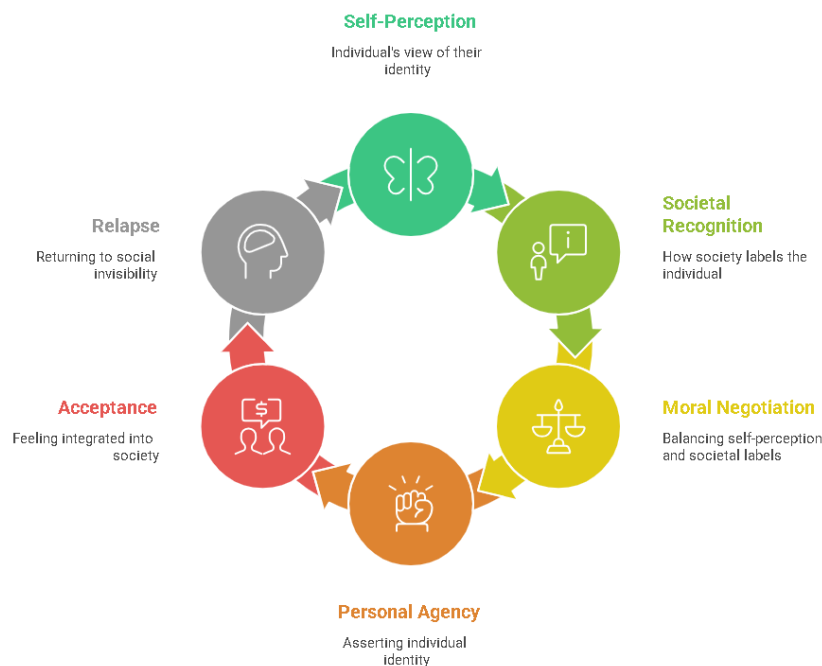 Self-Perception
Individual's view of their
identity
Societal
Recognition
How society labels the
individual
Moral Negotiation
Balancing self-perception
and societal labels
Personal Agency
Asserting individual
identity
Acceptance
Feeling integrated into
society
Relapse
Returning to social
invisibility